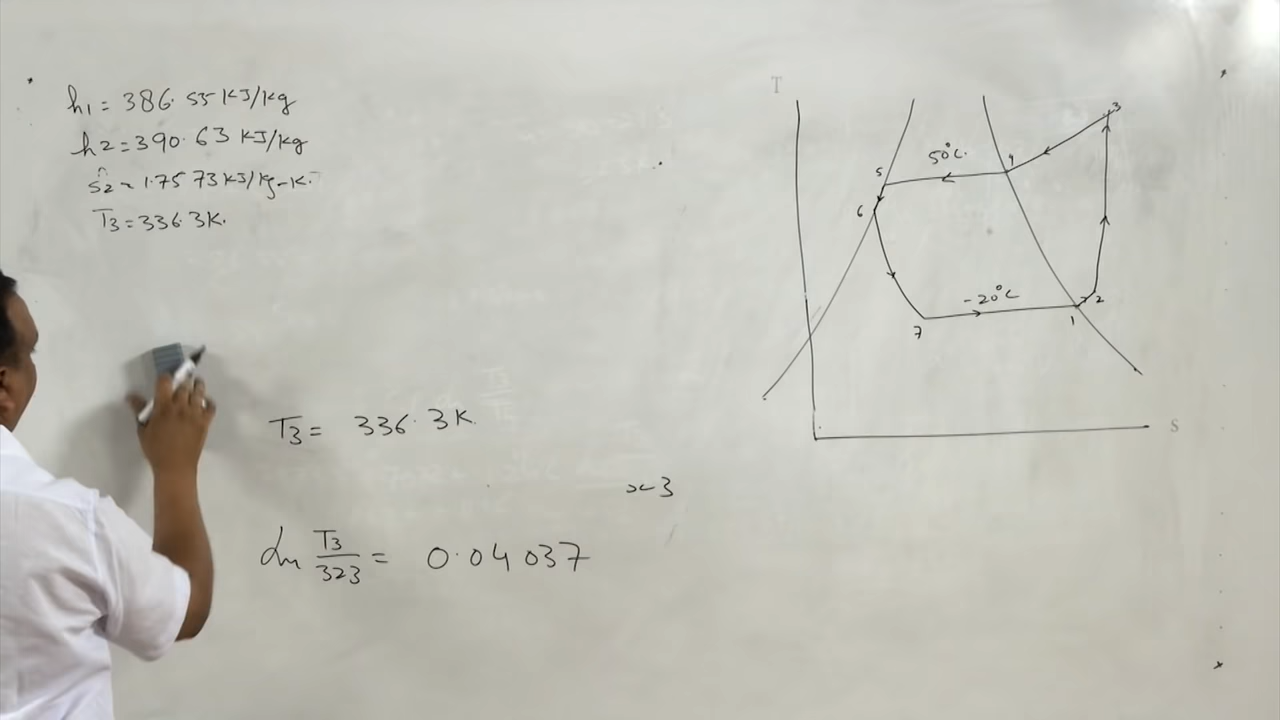 h1 = 386.55 KJ/kg
h2 = 390.63 KJ/kg
s2 = 1.7573 KJ/kg-K.
T3 = 336.3K.
T3 = 336.3K.
x 3
ln T3/323 = 0.04037
T
3
50°C.
4
5
6
-20°C
2
1
7
S